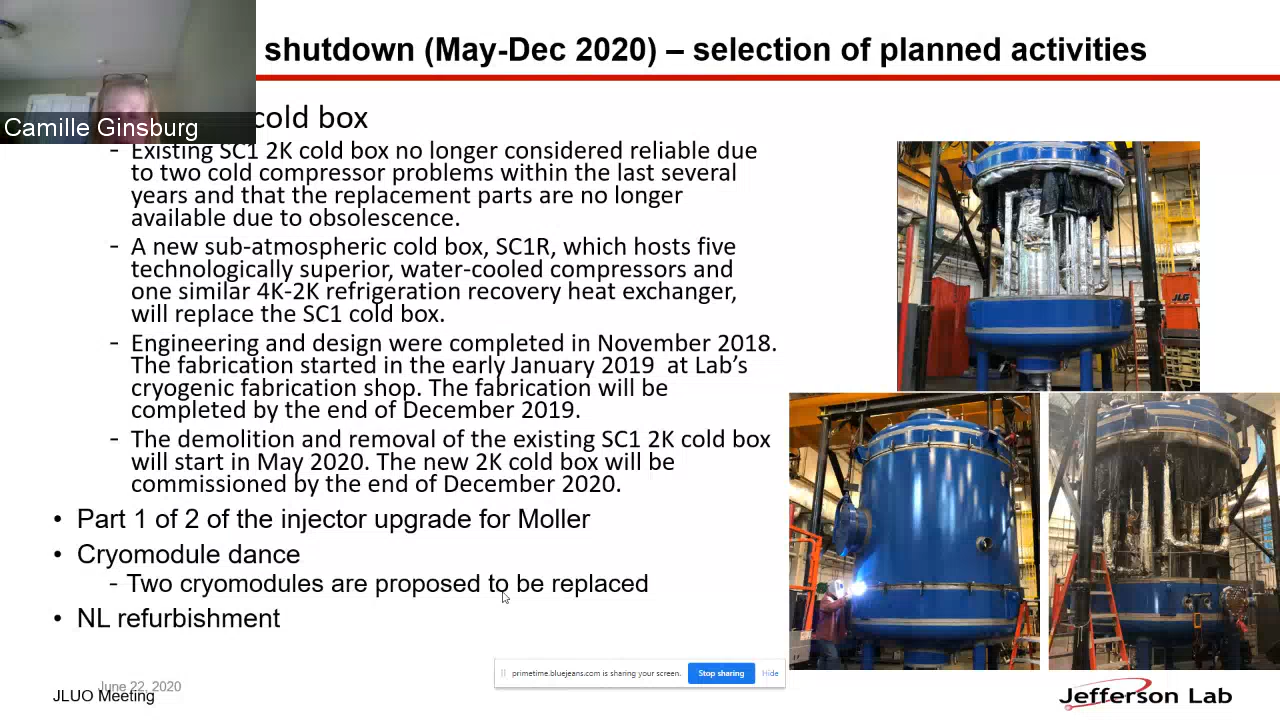 shutdown (May-Dec 2020) – selection of planned activities
Camille Ginsburg
cold box
- Existing SC1 2K cold box no longer considered reliable due
to two cold compressor problems within the last several
years and that the replacement parts are no longer
available due to obsolescence.
- A new sub-atmospheric cold box, SC1R, which hosts five
technologically superior, water-cooled compressors and
one similar 4K-2K refrigeration recovery heat exchanger,
will replace the SC1 cold box.
- Engineering and design were completed in November 2018.
The fabrication started in the early January 2019 at Lab's
cryogenic fabrication shop. The fabrication will be
completed by the end of December 2019.
- The demolition and removal of the existing SC1 2K cold box
will start in May 2020. The new 2K cold box will be
commissioned by the end of December 2020.
• Part 1 of 2 of the injector upgrade for Moller
• Cryomodule dance
- Two cryomodules are proposed to be replaced
• NL refurbishment
JLG
primetime.bluejeans.com is sharing your screen. Stop sharing Hide
June 22, 2020
JLUO Meeting
Jefferson Lab